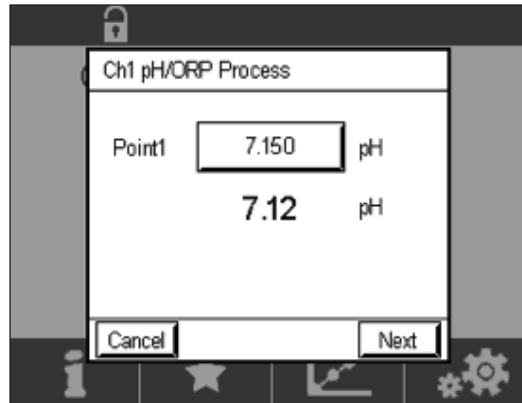 Ch1 pH/ORP Process
Point1 7.150 pH
7.12 pH
Cancel Next